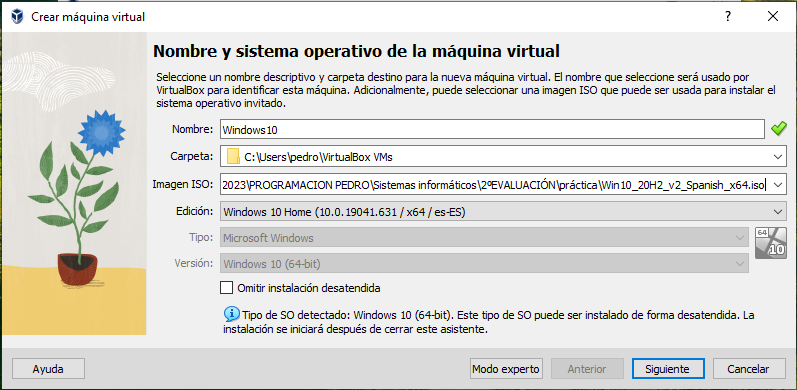 Crear máquina virtual
Nombre y sistema operativo de la máquina virtual
Seleccione un nombre descriptivo y carpeta destino para la nueva máquina virtual. El nombre que seleccione será usado por
VirtualBox para identificar esta máquina. Adicionalmente, puede seleccionar una imagen ISO que puede ser usada para instalar el
sistema operativo invitado.
Nombre: Windows10
Carpeta: C:\Users\pedro\VirtualBox VMs
Imagen ISO: 2023\PROGRAMACION PEDRO\Sistemas informáticos\2ºEVALUACIÓN\práctica\Win10_20H2_v2_Spanish_x64.iso
Edición: Windows 10 Home (10.0.19041.631 / x64 / es-ES)
Tipo: Microsoft Windows
64
10
Versión: Windows 10 (64-bit)
Omitir instalación desatendida
Tipo de SO detectado: Windows 10 (64-bit). Este tipo de SO puede ser instalado de forma desatendida. La
instalación se iniciará después de cerrar este asistente.
Ayuda Modo experto Anterior Siguiente Cancelar